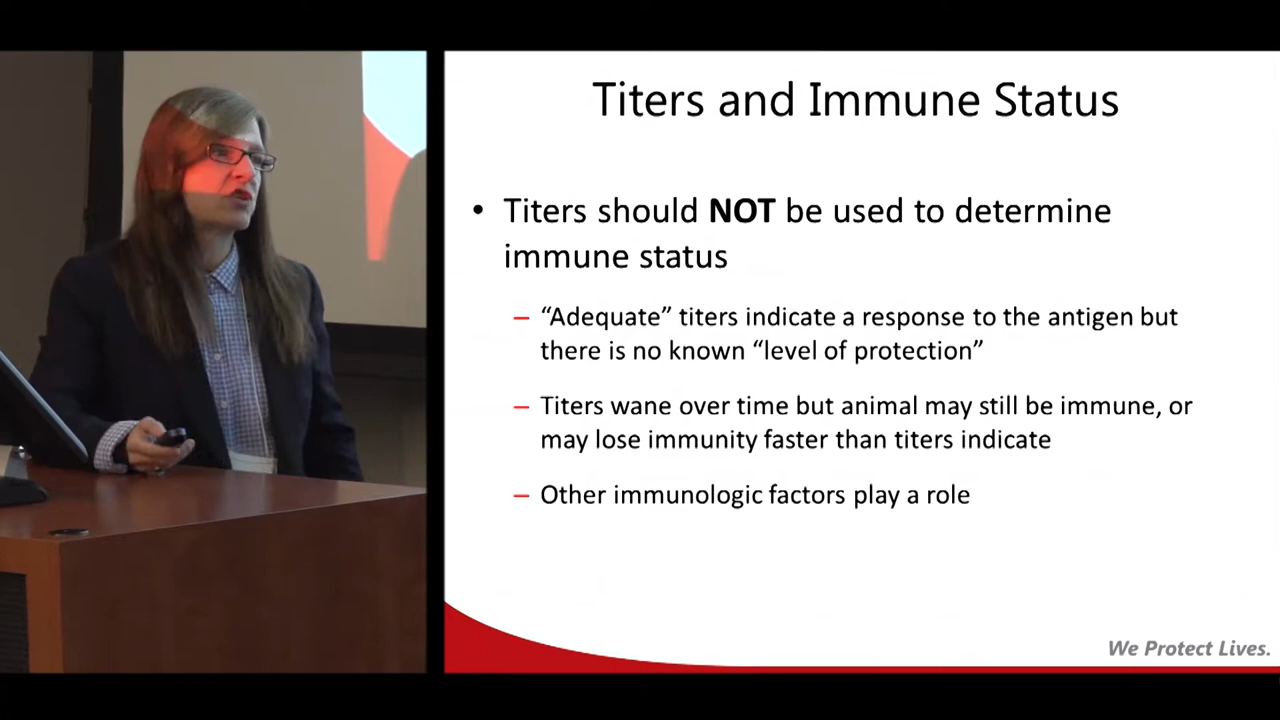 Titers and Immune Status
• Titers should NOT be used to determine
immune status
– “Adequate” titers indicate a response to the antigen but
there is no known “level of protection”
– Titers wane over time but animal may still be immune, or
may lose immunity faster than titers indicate
– Other immunologic factors play a role
We Protect Lives.